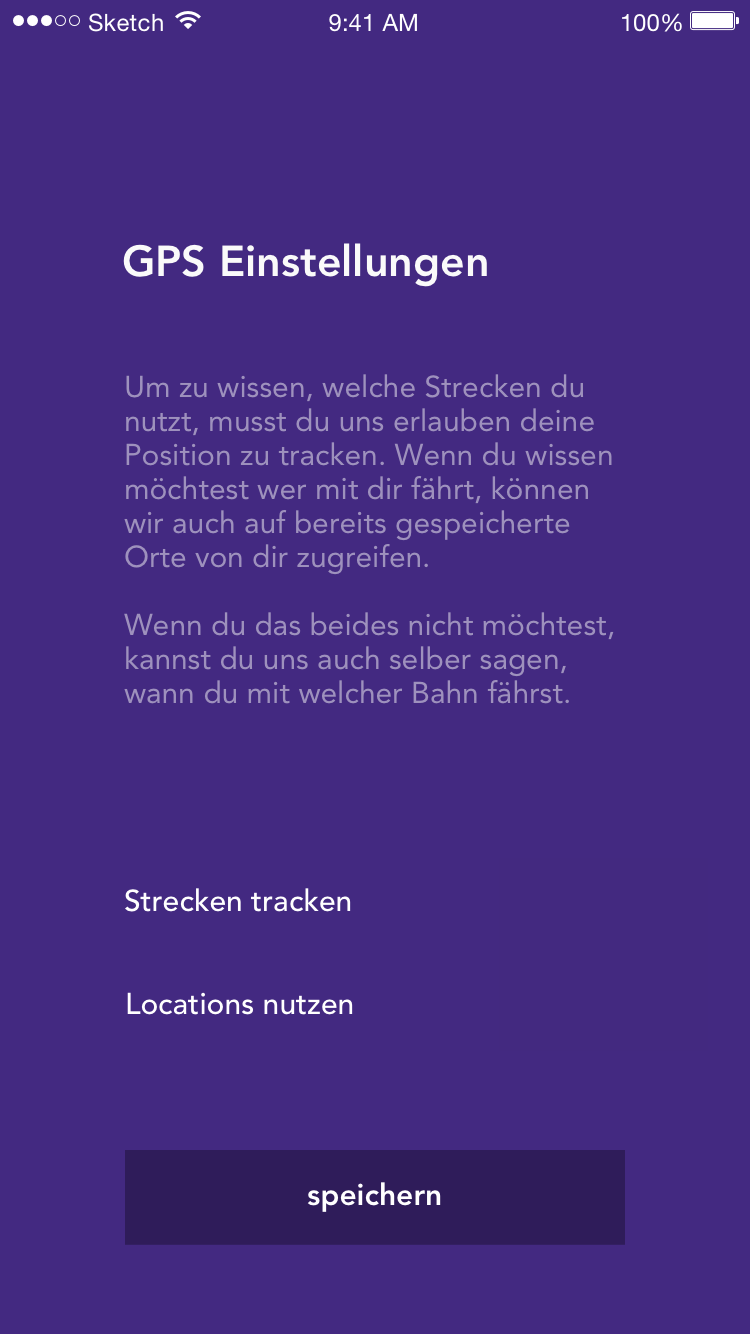 Sketch 9:41 AM 100%
GPS Einstellungen
Um zu wissen, welche Strecken du
nutzt, musst du uns erlauben deine
Position zu tracken. Wenn du wissen
möchtest wer mit dir fährt, können
wir auch auf bereits gespeicherte
Orte von dir zugreifen.
Wenn du das beides nicht möchtest,
kannst du uns auch selber sagen,
wann du mit welcher Bahn fährst.
Strecken tracken
Locations nutzen
speichern